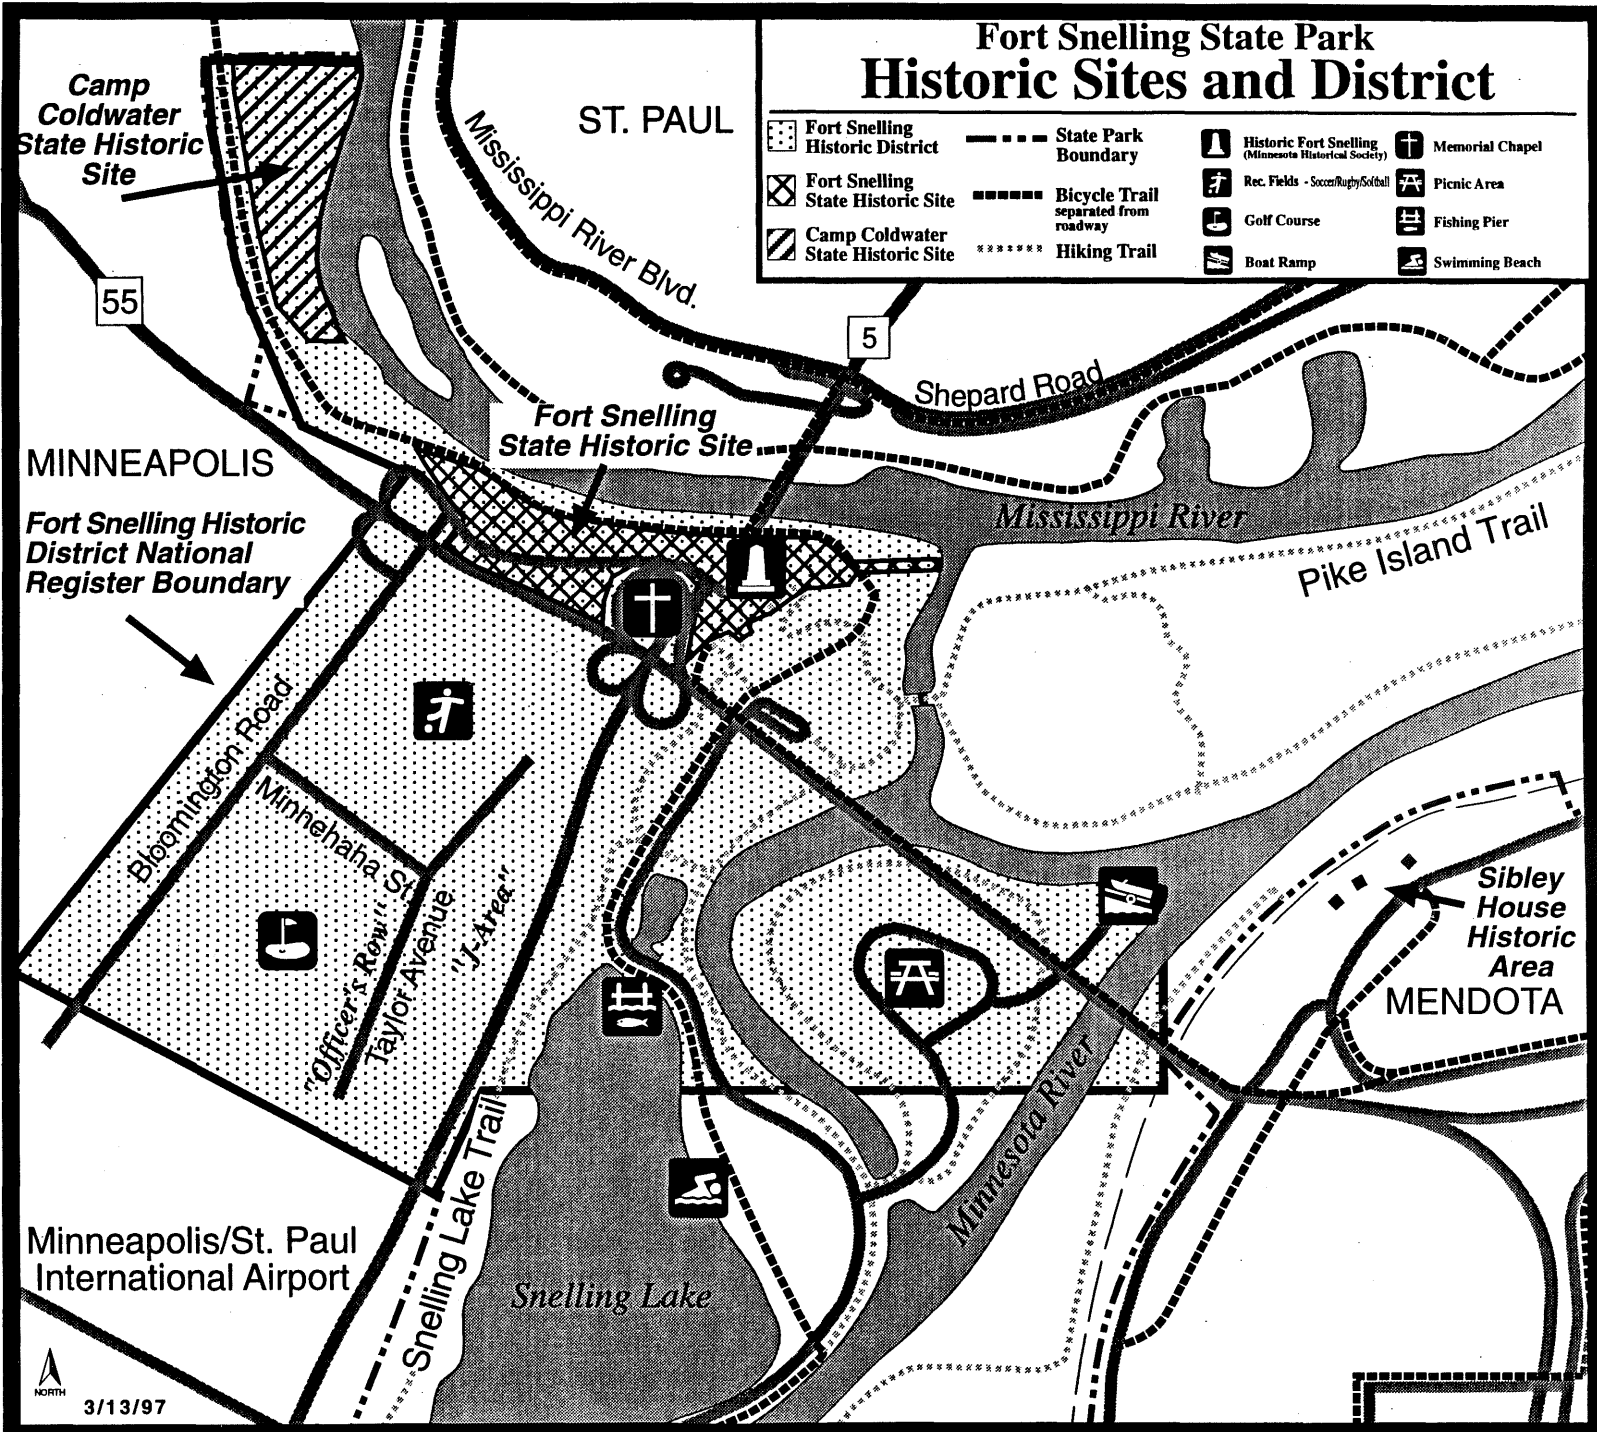 Fort Snelling State Park
Historic Sites and District
Fort Snelling
Historic District
Fort Snelling
State Historic Site
Camp Coldwater
State Historic Site
State Park
Boundary
Bicycle Trail
separated from
roadway
Hiking Trail
Historic Fort Snelling
(Minnesota Historical Society)
Rec. Fields - Soccer/Rugby/Softball
Golf Course
Boat Ramp
Memorial Chapel
Picnic Area
Fishing Pier
Swimming Beach
Camp
Coldwater
State Historic
Site
ST. PAUL
Mississippi River Blvd.
55
5
Shepard Road
Fort Snelling
State Historic Site
MINNEAPOLIS
Fort Snelling Historic
District National
Register Boundary
Mississippi River
Pike Island Trail
Bloomington Road
Minnehaha St.
"Officer's Row"
Taylor Avenue
"J-Area"
Sibley
House
Historic
Area
MENDOTA
Minnesota River
Snelling Lake Trail
Snelling Lake
Minneapolis/St. Paul
International Airport
NORTH
3/13/97